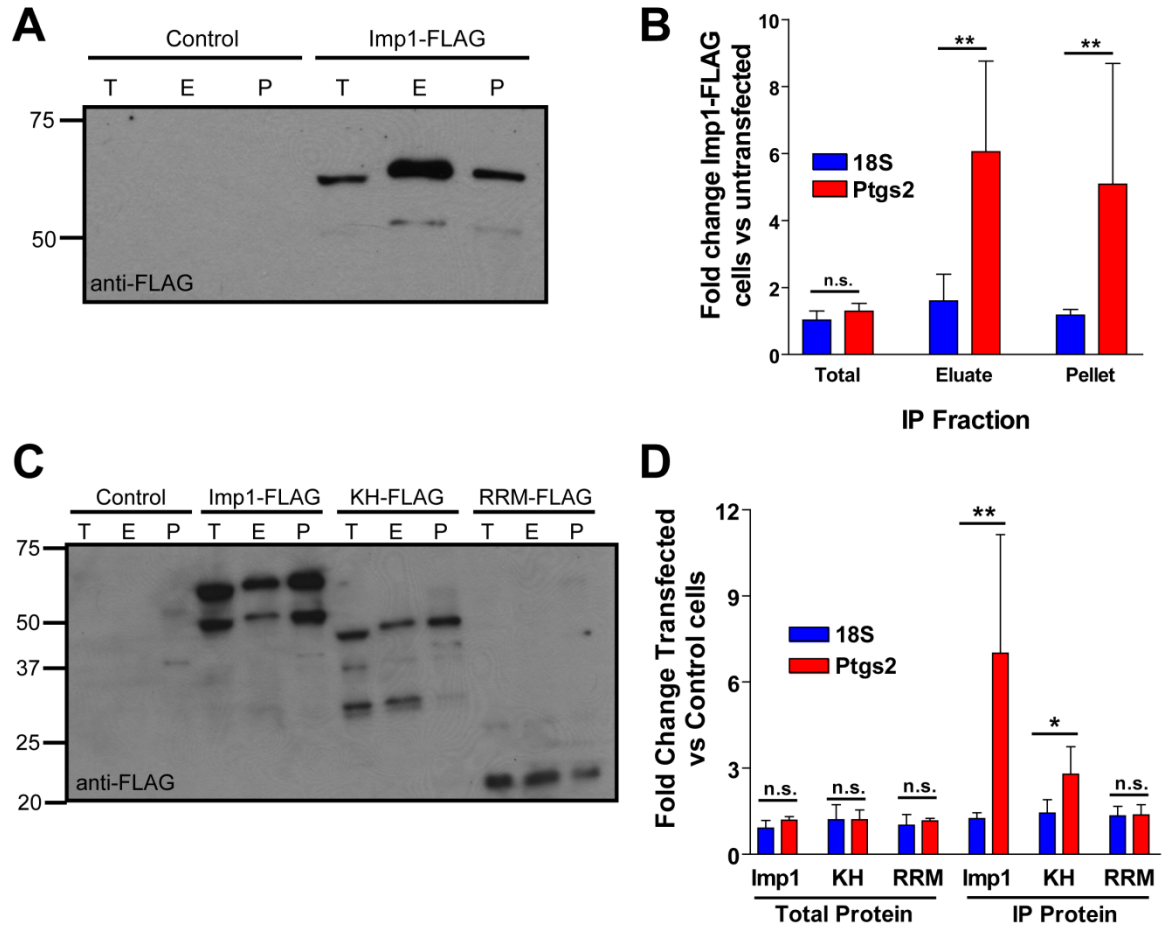 A
Control Imp1-FLAG
T E P T E P
75
50
anti-FLAG
B
Fold change Imp1-FLAG
cells vs untransfected
10
8
6
4
2
0
18S
Ptgs2
n.s. ** **
Total Eluate Pellet
IP Fraction
C
Control Imp1-FLAG KH-FLAG RRM-FLAG
T E P T E P T E P T E P
75
50
37
25
20
anti-FLAG
D
Fold Change Transfected
vs Control cells
12
9
6
3
0
18S
Ptgs2
n.s. n.s. n.s. ** * n.s.
Imp1 KH RRM Imp1 KH RRM
Total Protein IP Protein